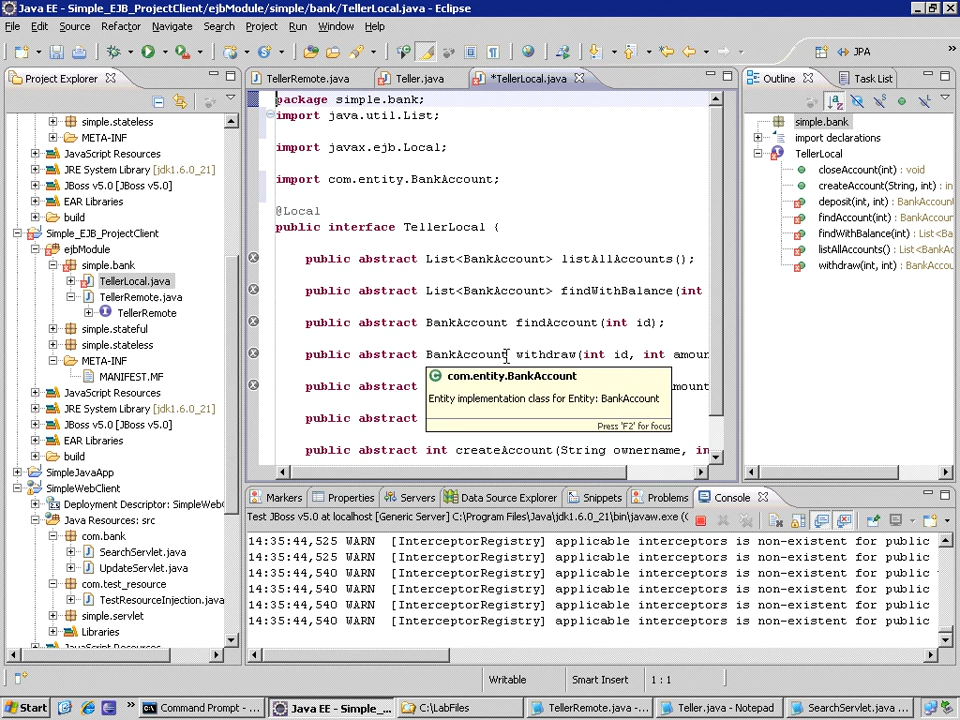 Java EE - Simple_EJB_ProjectClient/ejbModule/simple/bank/TellerLocal.java - Eclipse
File Edit Source Refactor Navigate Search Project Run Window Help
JPA
Project Explorer
TellerRemote.java
Teller.java
*TellerLocal.java
Outline
Task List
simple.stateless
META-INF
JavaScript Resources
JRE System Library [jdk1.6.0_21]
JBoss v5.0 [JBoss v5.0]
EAR Libraries
build
Simple_EJB_ProjectClient
ejbModule
simple.bank
TellerLocal.java
TellerRemote.java
TellerRemote
simple.stateful
simple.stateless
META-INF
MANIFEST.MF
JavaScript Resources
JRE System Library [jdk1.6.0_21]
JBoss v5.0 [JBoss v5.0]
EAR Libraries
build
SimpleJavaApp
SimpleWebClient
Deployment Descriptor: SimpleWebC
Java Resources: src
com.bank
SearchServlet.java
UpdateServlet.java
com.test_resource
TestResourceInjection.java
simple.servlet
Libraries
JavaScript Resources
package simple.bank;
import java.util.List;
import javax.ejb.Local;
import com.entity.BankAccount;
@Local
public interface TellerLocal {
public abstract List<BankAccount> listAllAccounts();
public abstract List<BankAccount> findWithBalance(int
public abstract BankAccount findAccount(int id);
public abstract BankAccount withdraw(int id, int amoun
public abstract
amount
public abstract
public abstract int createAccount(String ownername, in
com.entity.BankAccount
Entity implementation class for Entity: BankAccount
Press 'F2' for focus
simple.bank
import declarations
TellerLocal
closeAccount(int) : void
createAccount(String, int) : in
deposit(int, int) : BankAccoun
findAccount(int) : BankAccoun
findWithBalance(int) : List<Ba
listAllAccounts() : List<BankAc
withdraw(int, int) : BankAccou
Markers Properties Servers Data Source Explorer Snippets Problems Console
Test JBoss v5.0 at localhost [Generic Server] C:\Program Files\Java\jdk1.6.0_21\bin\javaw.exe (O
14:35:44,525 WARN [InterceptorRegistry] applicable interceptors is non-existent for public
14:35:44,525 WARN [InterceptorRegistry] applicable interceptors is non-existent for public
14:35:44,540 WARN [InterceptorRegistry] applicable interceptors is non-existent for public
14:35:44,540 WARN [InterceptorRegistry] applicable interceptors is non-existent for public
14:35:44,540 WARN [InterceptorRegistry] applicable interceptors is non-existent for public
14:35:44,540 WARN [InterceptorRegistry] applicable interceptors is non-existent for public
Writable Smart Insert 1 : 1
Start
Command Prompt - ...
Java EE - Simple_...
C:\LabFiles
TellerRemote.java -...
Teller.java - Notepad
SearchServlet.java ...